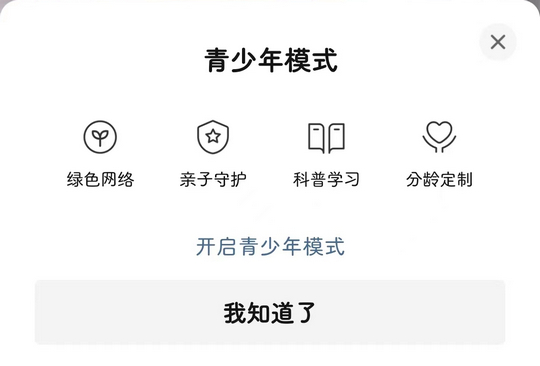 青少年模式
绿色网络 亲子守护 科普学习 分龄定制
开启青少年模式
我知道了